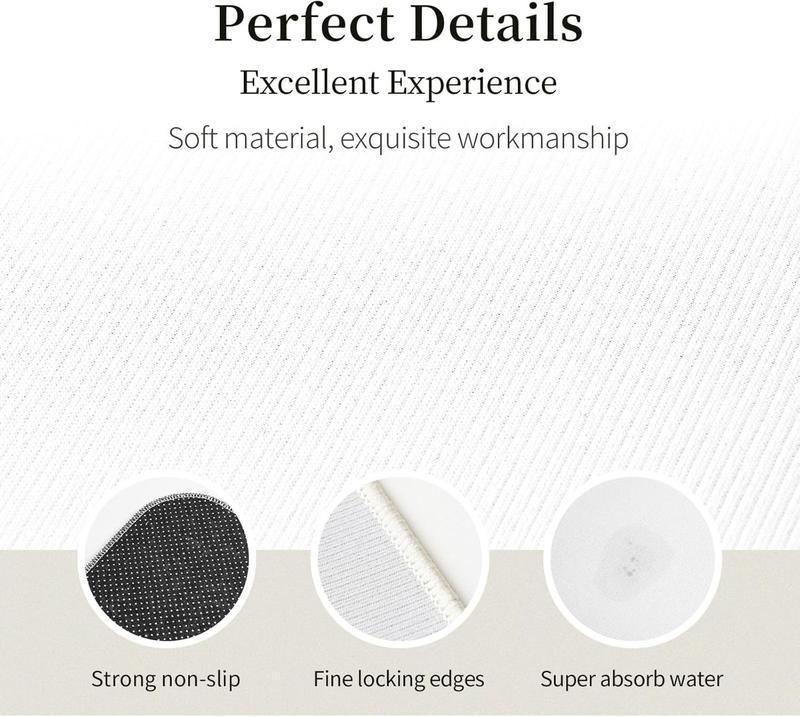 Perfect Details
Excellent Experience
Soft material, exquisite workmanship
Strong non-slip
Fine locking edges
Super absorb water